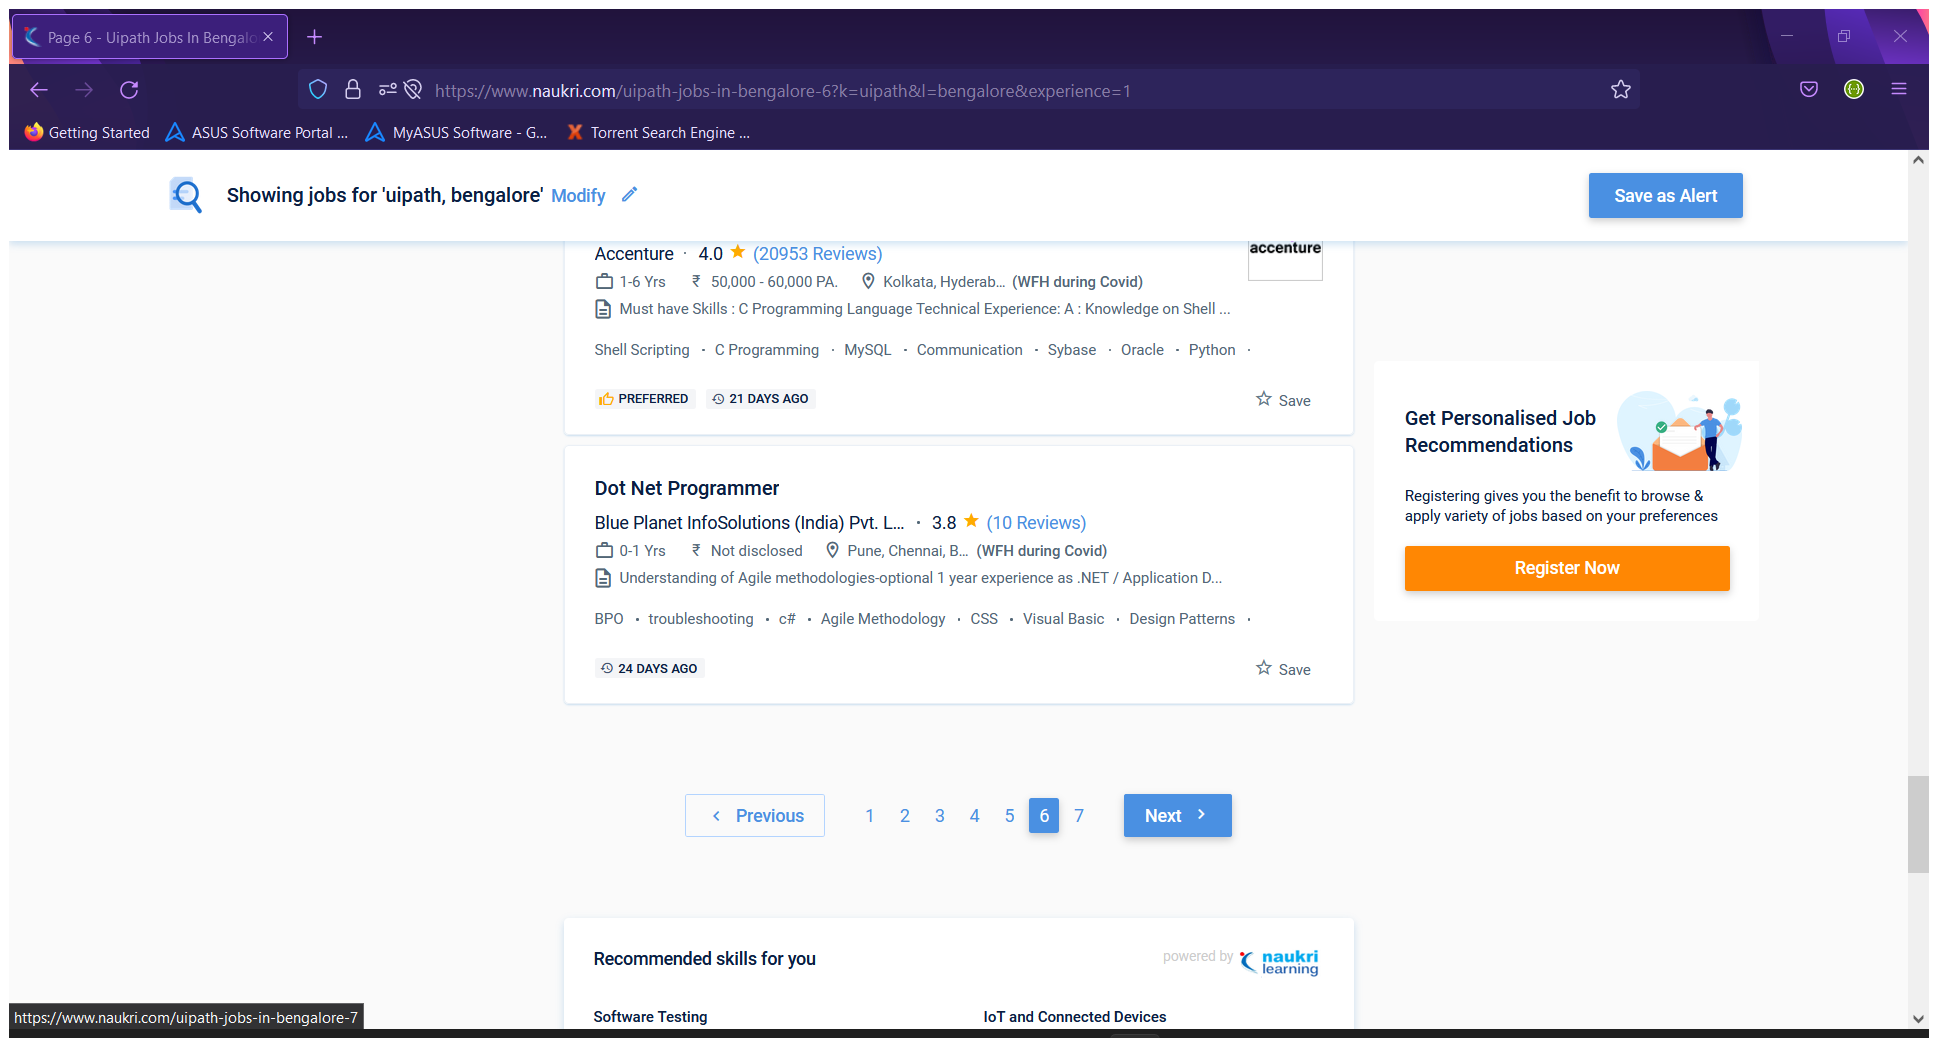 Page 6 - Uipath Jobs In Bengalo
https://www.naukri.com/uipath-jobs-in-bengalore-6?k=uipath&l=bengalore&experience=1
Getting Started ASUS Software Portal ... MyASUS Software - G... Torrent Search Engine ...
Showing jobs for 'uipath, bengalore' Modify
Save as Alert
Accenture · 4.0 (20953 Reviews)
accenture
1-6 Yrs ₹ 50,000 - 60,000 PA. Kolkata, Hyderab... (WFH during Covid)
Must have Skills : C Programming Language Technical Experience: A : Knowledge on Shell ...
Shell Scripting · C Programming · MySQL · Communication · Sybase · Oracle · Python ·
PREFERRED 21 DAYS AGO Save
Dot Net Programmer
Blue Planet InfoSolutions (India) Pvt. L... · 3.8 (10 Reviews)
0-1 Yrs ₹ Not disclosed Pune, Chennai, B... (WFH during Covid)
Understanding of Agile methodologies-optional 1 year experience as .NET / Application D...
BPO · troubleshooting · c# · Agile Methodology · CSS · Visual Basic · Design Patterns ·
24 DAYS AGO Save
Get Personalised Job
Recommendations
Registering gives you the benefit to browse &
apply variety of jobs based on your preferences
Register Now
Previous 1 2 3 4 5 6 7 Next
Recommended skills for you
powered by naukri
learning
Software Testing IoT and Connected Devices
https://www.naukri.com/uipath-jobs-in-bengalore-7